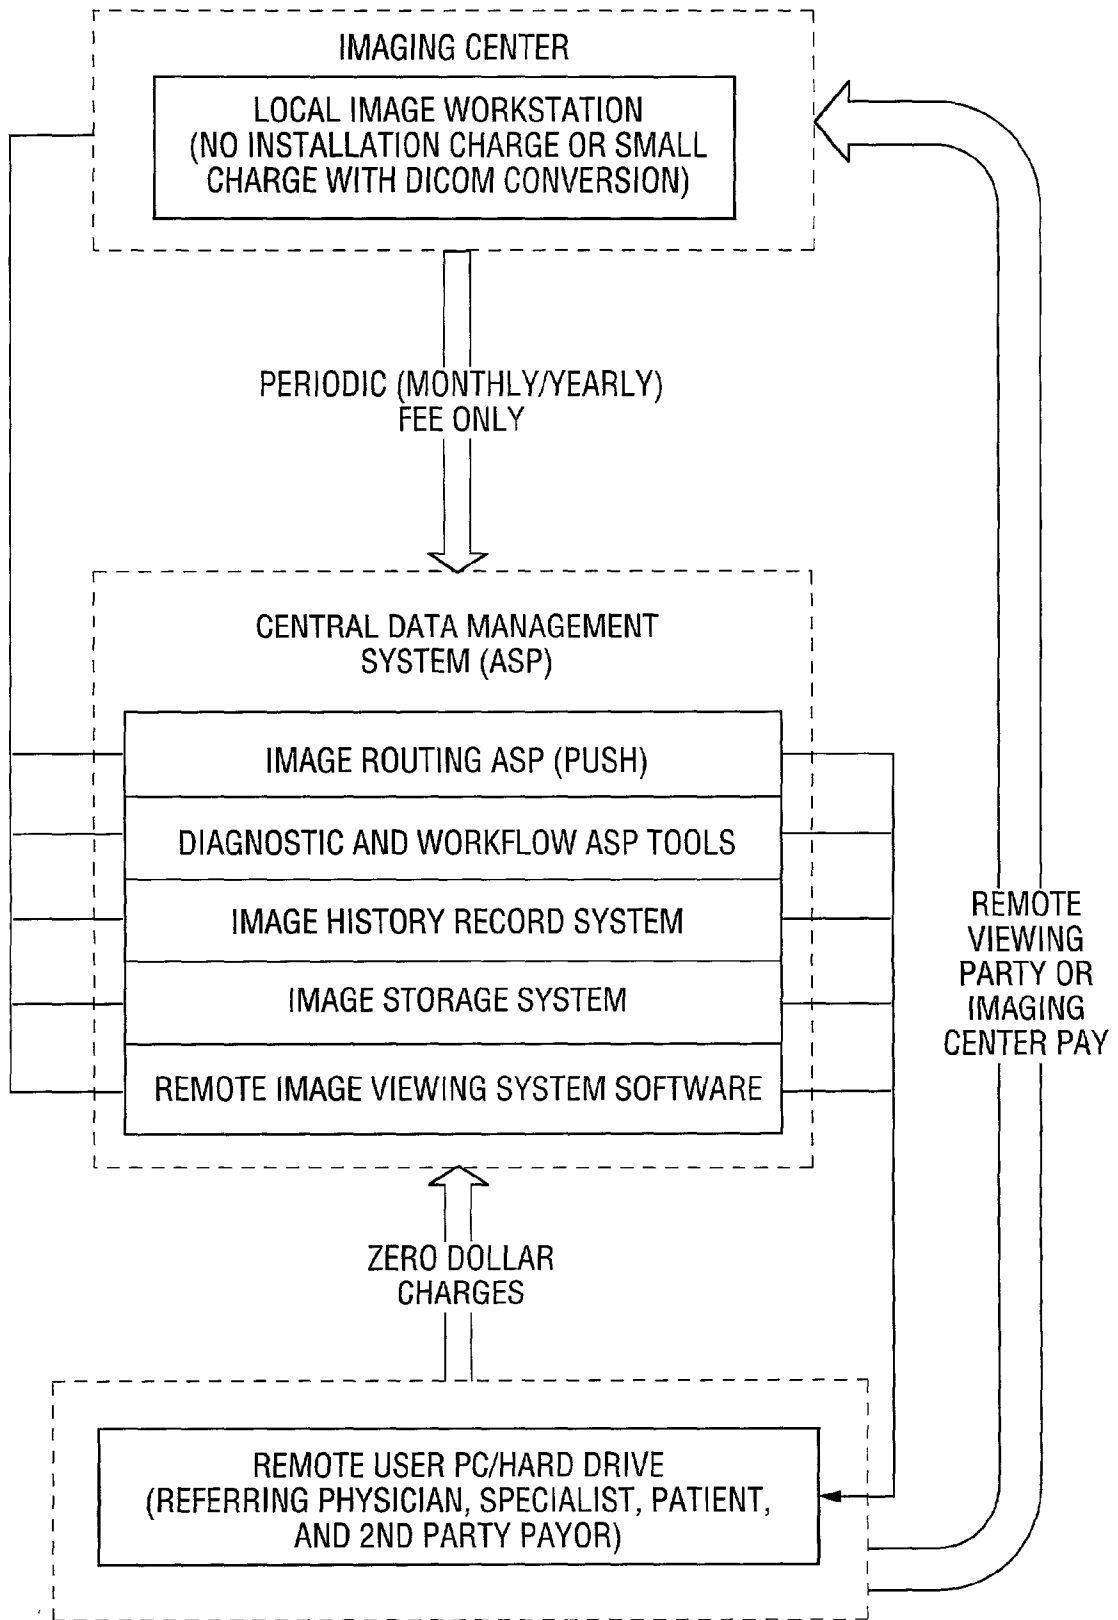 IMAGING CENTER
LOCAL IMAGE WORKSTATION
(NO INSTALLATION CHARGE OR SMALL
CHARGE WITH DICOM CONVERSION)
PERIODIC (MONTHLY/YEARLY)
FEE ONLY
CENTRAL DATA MANAGEMENT
SYSTEM (ASP)
IMAGE ROUTING ASP (PUSH)
DIAGNOSTIC AND WORKFLOW ASP TOOLS
IMAGE HISTORY RECORD SYSTEM
IMAGE STORAGE SYSTEM
REMOTE IMAGE VIEWING SYSTEM SOFTWARE
REMOTE
VIEWING
PARTY OR
IMAGING
CENTER PAY
ZERO DOLLAR
CHARGES
REMOTE USER PC/HARD DRIVE
(REFERRING PHYSICIAN, SPECIALIST, PATIENT,
AND 2ND PARTY PAYOR)